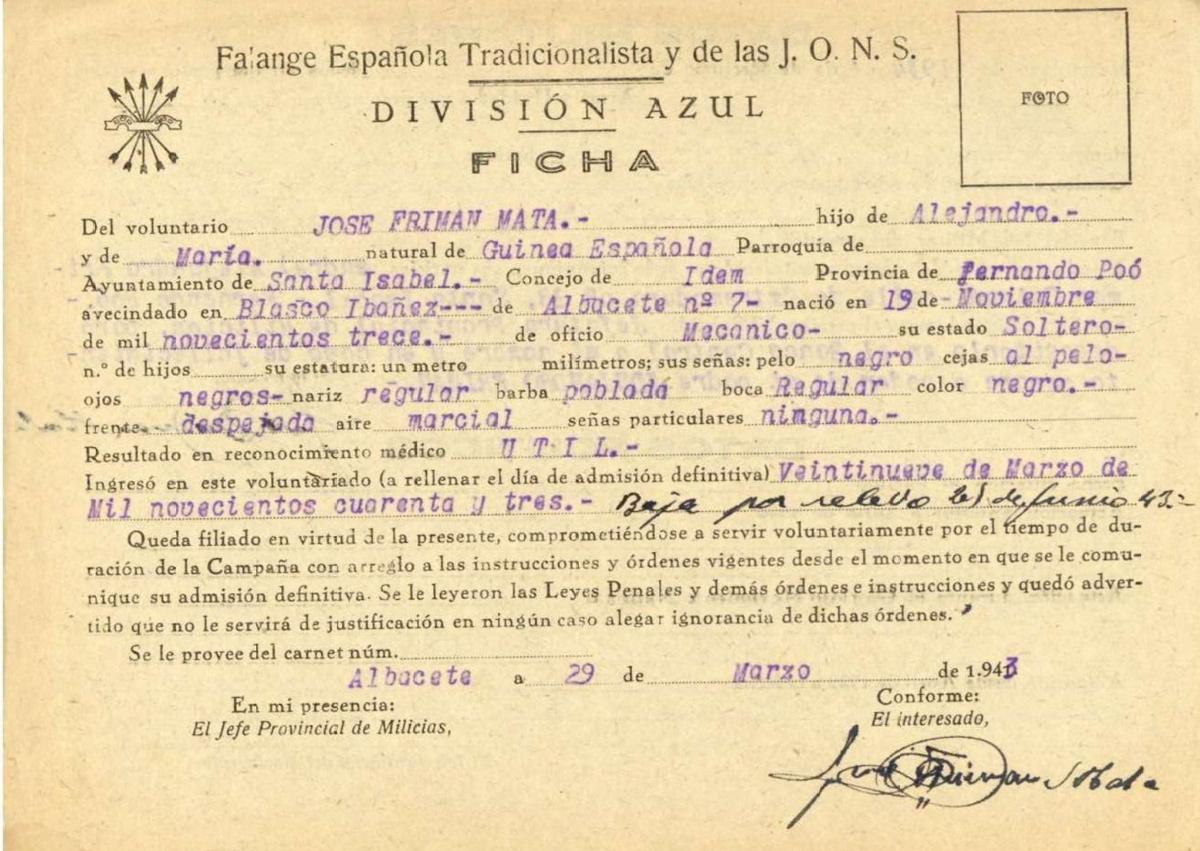 Falange Española Tradicionalista y de las J. O. N. S.
DIVISIÓN AZUL
FICHA
FOTO
Del voluntario JOSE FRIMAN MATA.- hijo de Alejandro.-
y de María. natural de Guinea Española Parroquia de
Ayuntamiento de Santa Isabel.- Concejo de Idem Provincia de Fernando Poó
avecindado en Blasco Ibañez--- de Albacete nº 7- nació en 19 de- Noviembre
de mil novecientos trece.- de oficio Mecanico- su estado Soltero-
n.º de hijos su estatura: un metro milímetros; sus señas: pelo negro cejas al pelo-
ojos negros- nariz regular barba poblada boca Regular color negro.-
frente despejada aire marcial señas particulares ninguna.-
Resultado en reconocimiento médico U T I L.-
Ingresó en este voluntariado (a rellenar el día de admisión definitiva) Veintinueve de Marzo de
Mil novecientos cuarenta y tres.- Baja por relevo de Junio 43.-
Queda filiado en virtud de la presente, comprometiéndose a servir voluntariamente por el tiempo de du-
ración de la Campaña con arreglo a las instrucciones y órdenes vigentes desde el momento en que se le comu-
nique su admisión definitiva. Se le leyeron las Leyes Penales y demás órdenes e instrucciones y quedó adver-
tido que no le servirá de justificación en ningún caso alegar ignorancia de dichas órdenes.
Se le provee del carnet núm.
Albacete a 29 de Marzo de 1.943
En mi presencia: Conforme:
El Jefe Provincial de Milicias, El interesado,
José Friman Mata